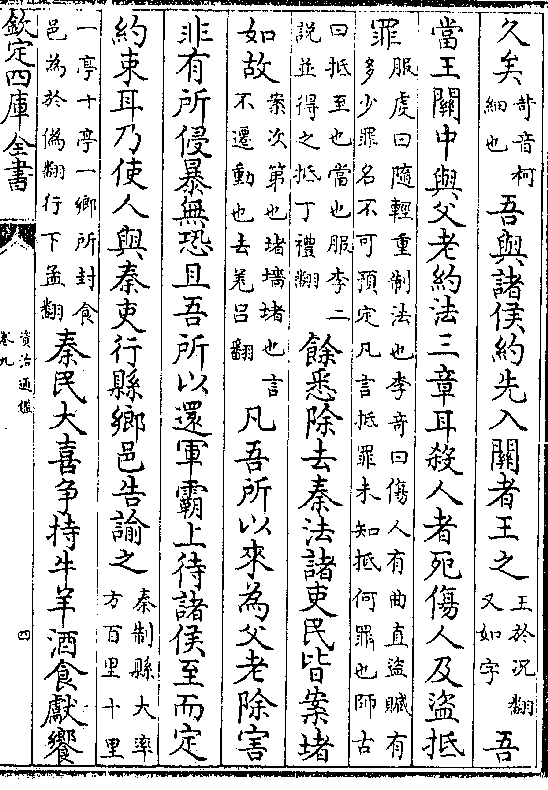 久矣
苛音柯
細也
吾與諸侯約先入關者王之
王於況翻
又如字
吾
當王關中與父老約法三章耳殺人者死傷人及盜抵
罪
服虔曰隨輕重制法也李奇曰傷人有曲直盜贓有
多少罪名不可預定凡言抵罪未知抵何罪也師古
曰抵至也當也服李二
說並得之抵丁禮翻
餘悉除去秦法諸吏民皆案堵
如故
案次第也堵墻堵也言
不遷動也去羌呂翻
凡吾所以來為父老除害
非有所侵暴無恐且吾所以還軍霸上待諸侯至而定
約束耳乃使人與秦吏行縣鄉邑告諭之
秦制縣大率
方百里十里
一亭十亭一鄉所封食
邑為於偽翻行下孟翻
秦民大喜爭持牛羊酒食獻饗
欽定四庫全書
資治通鑑
卷九
四